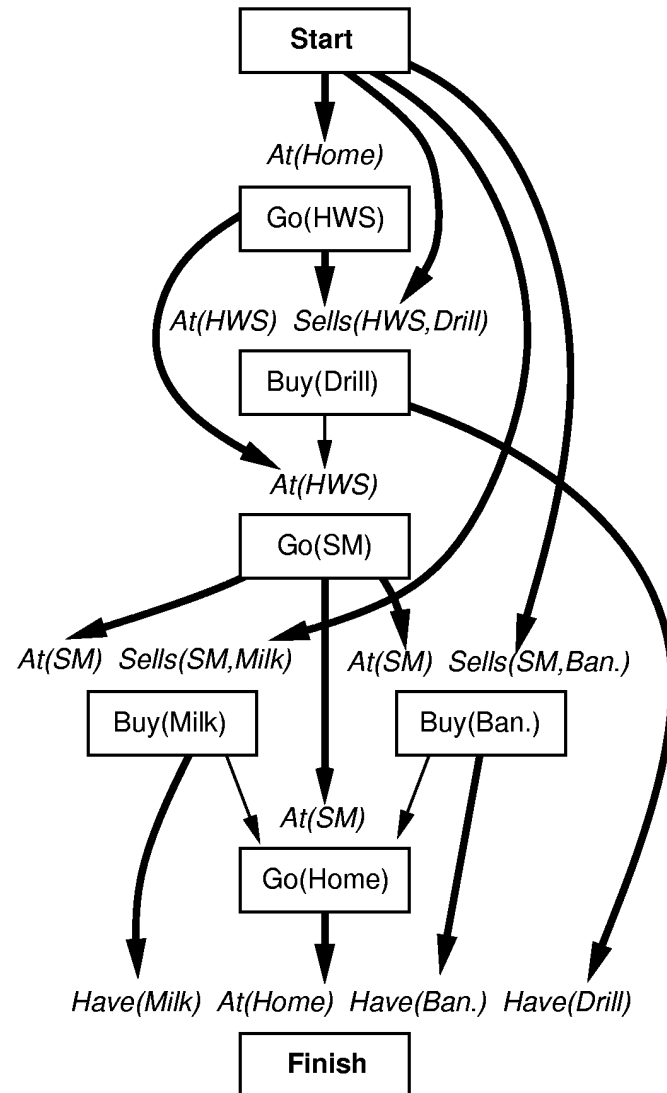 Start
At(Home)
Go(HWS)
At(HWS) Sells(HWS,Drill)
Buy(Drill)
At(HWS)
Go(SM)
At(SM) Sells(SM,Milk) At(SM) Sells(SM,Ban.)
Buy(Milk) Buy(Ban.)
At(SM)
Go(Home)
Have(Milk) At(Home) Have(Ban.) Have(Drill)
Finish